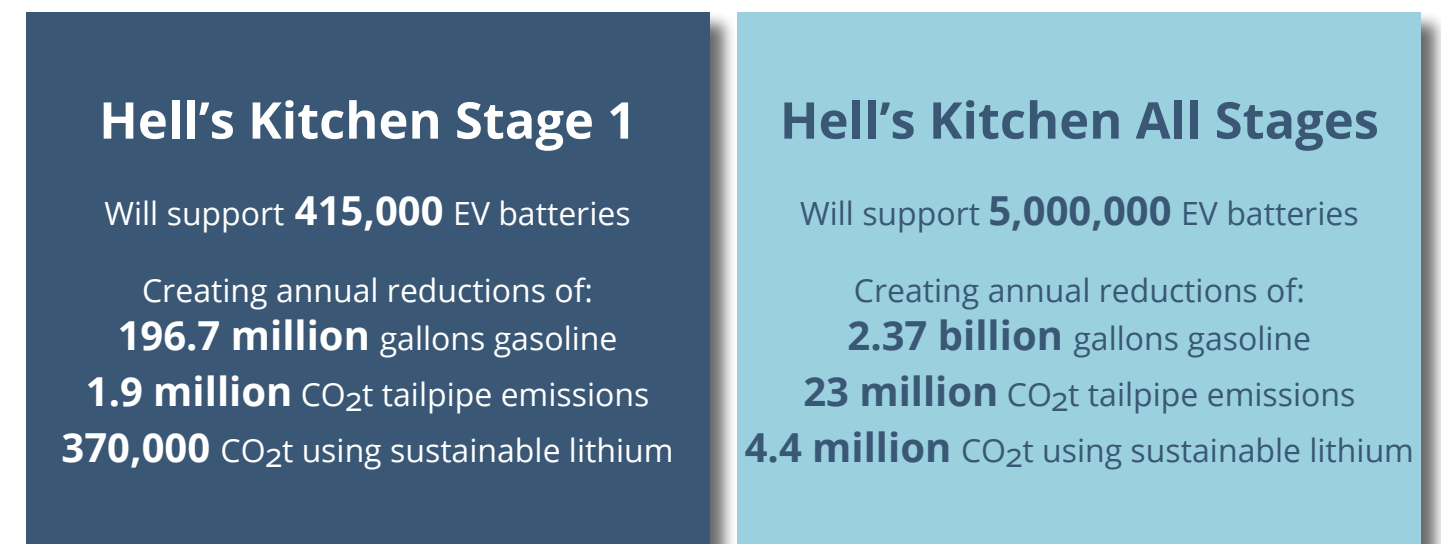 Hell’s Kitchen Stage 1
Will support 415,000 EV batteries
Creating annual reductions of:
196.7 million gallons gasoline
1.9 million CO₂t tailpipe emissions
370,000 CO₂t using sustainable lithium
Hell’s Kitchen All Stages
Will support 5,000,000 EV batteries
Creating annual reductions of:
2.37 billion gallons gasoline
23 million CO₂t tailpipe emissions
4.4 million CO₂t using sustainable lithium